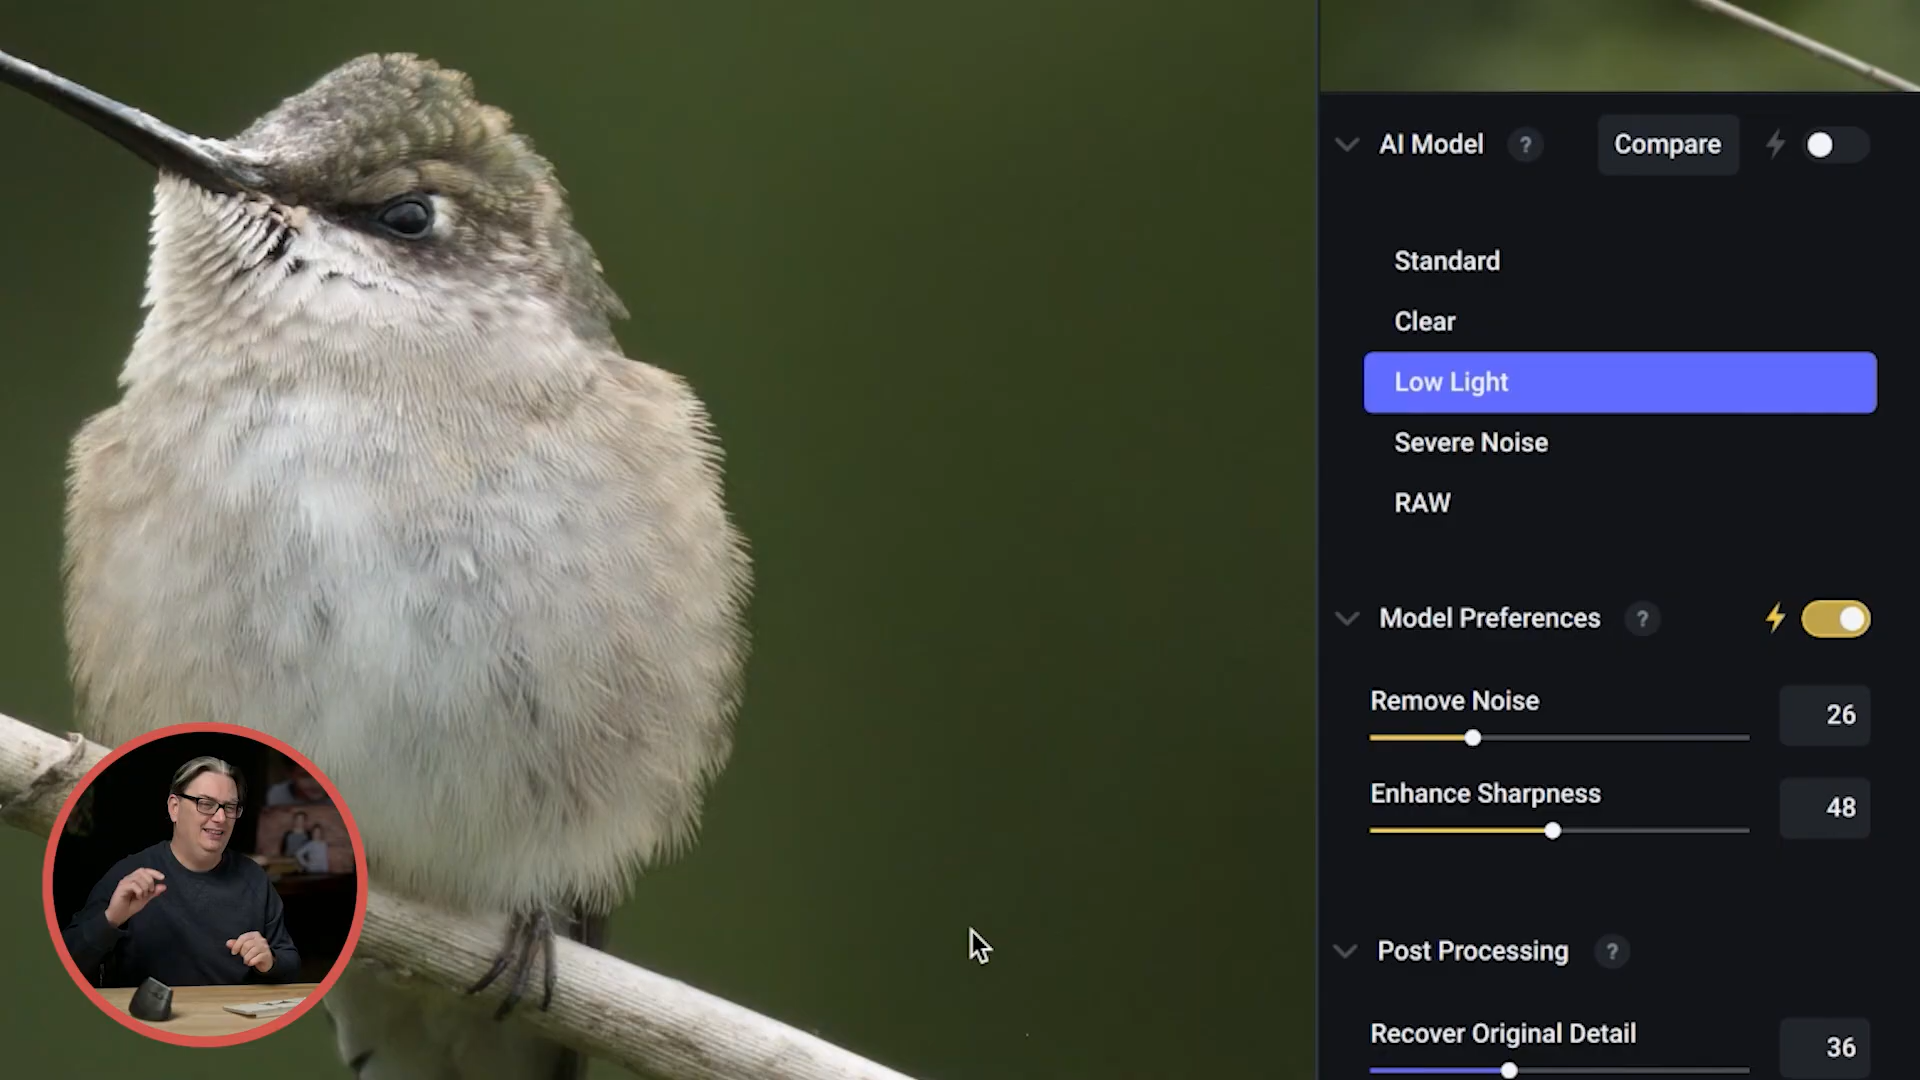 AI Model ? Compare
Standard
Clear
Low Light
Severe Noise
RAW
Model Preferences ?
Remove Noise 26
Enhance Sharpness 48
Post Processing ?
Recover Original Detail 36